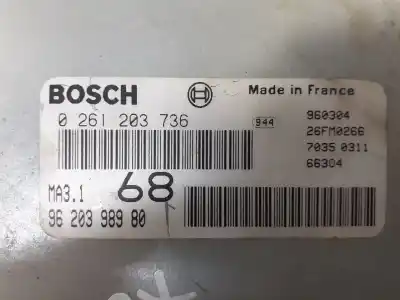 BOSCH Made in France
0 261 203 736 944 960304
26FM0266
7035 0311
66304
MA3.1 68
96 203 989 80